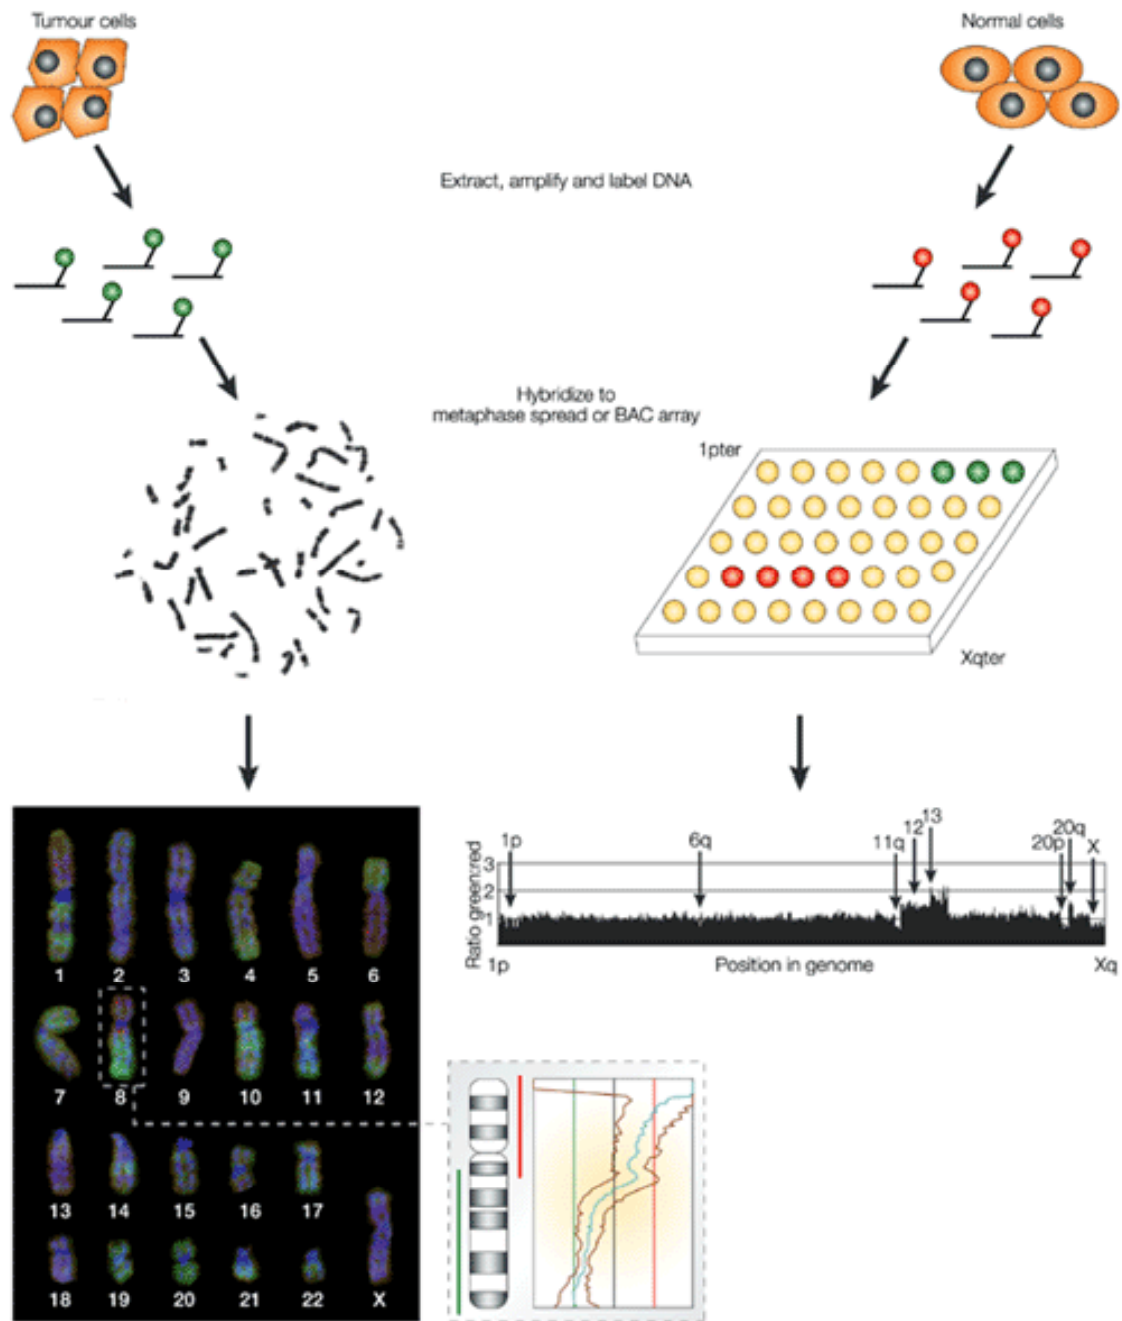 Tumour cells
Normal cells
Extract, amplify and label DNA
Hybridize to
metaphase spread or BAC array
1pter
Xqter
1 2 3 4 5 6
7 8 9 10 11 12
13 14 15 16 17
18 19 20 21 22 X
Ratio green:red
3
2
1
1p
6q
11q
12
13
20p
20q
X
1p
Position in genome
Xq